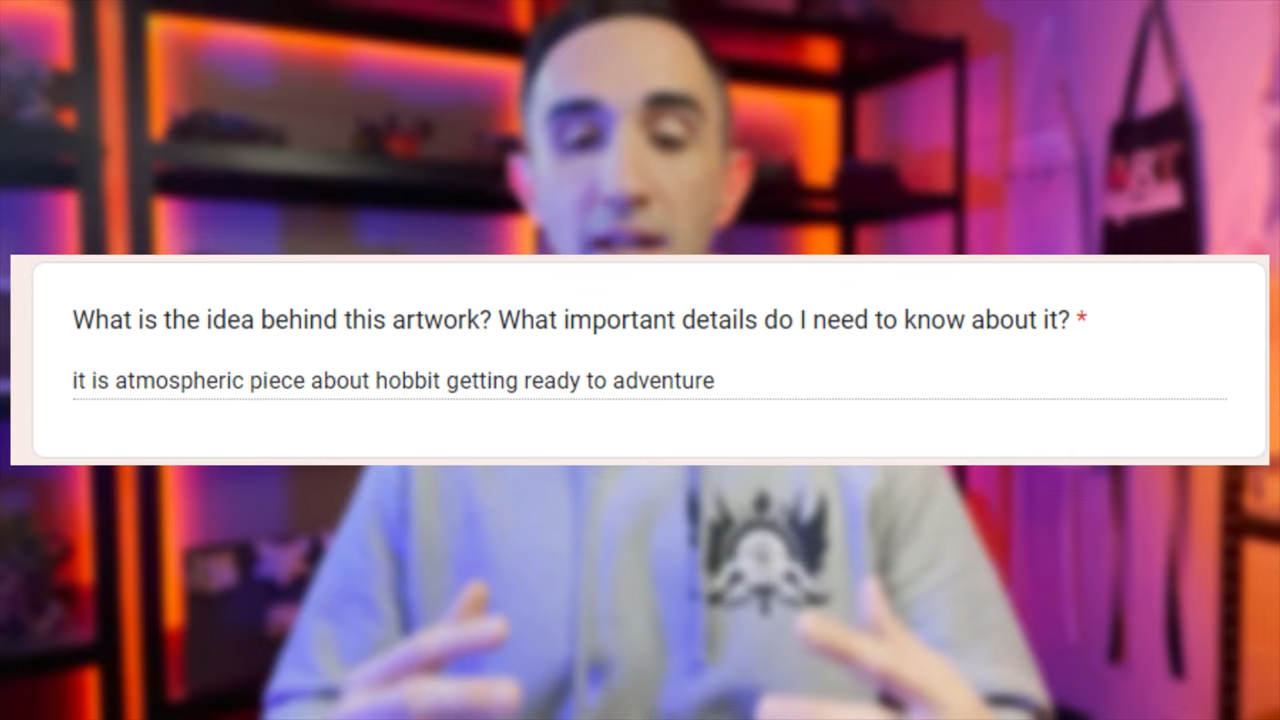 What is the idea behind this artwork? What important details do I need to know about it? *
it is atmospheric piece about hobbit getting ready to adventure